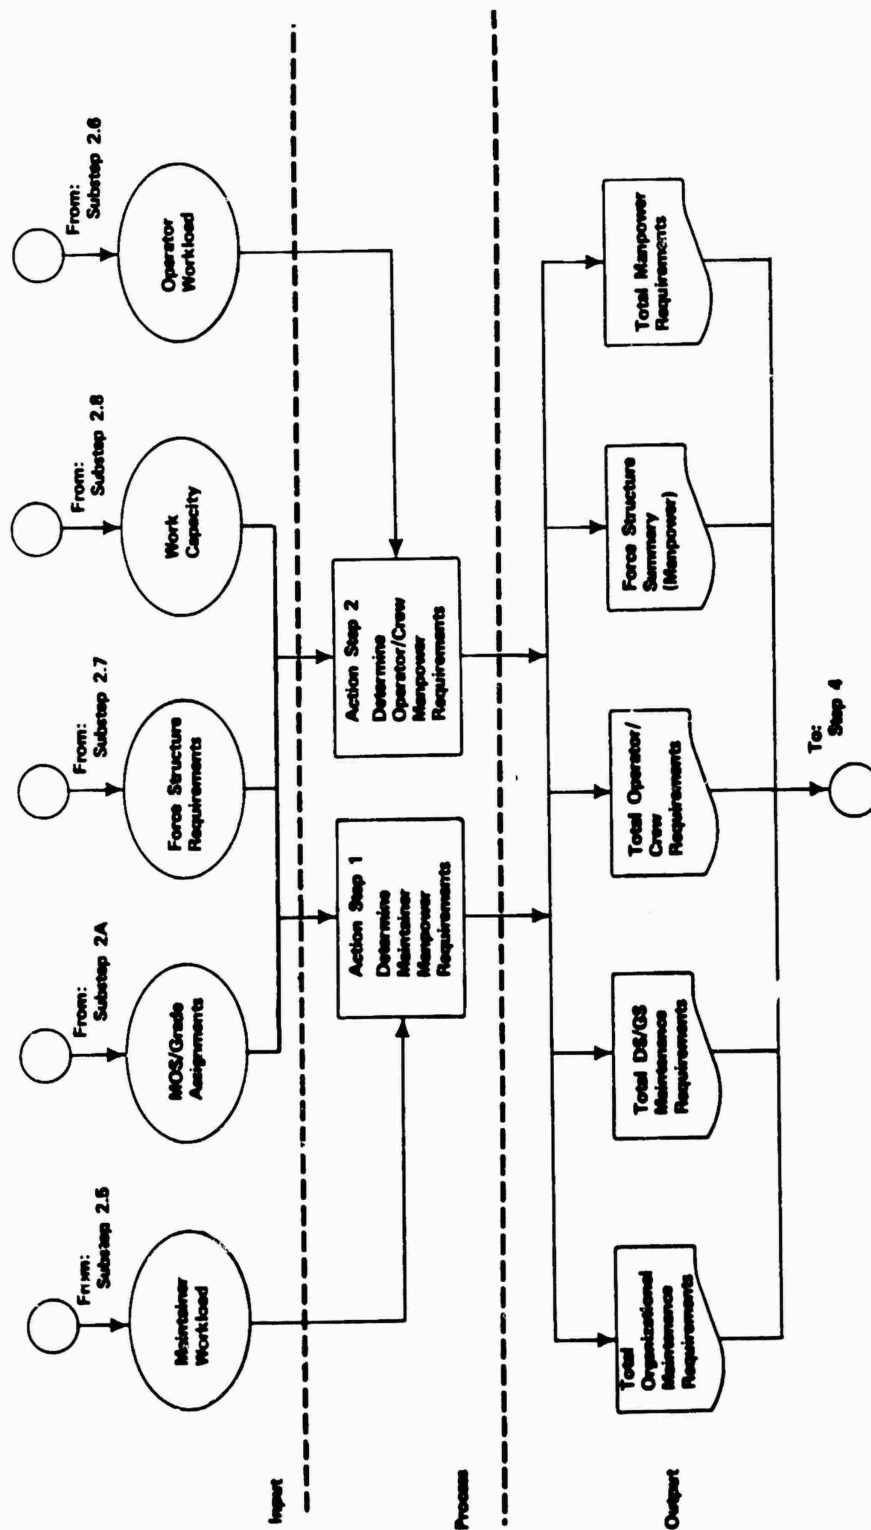 From:
Substep 2.5
Maintainer
Workload
From:
Substep 2A
MOS/Grade
Assignments
From:
Substep 2.7
Force Structure
Requirements
From:
Substep 2.8
Work
Capacity
From:
Substep 2.6
Operator
Workload
Input
Action Step 1
Determine
Maintainer
Manpower
Requirements
Action Step 2
Determine
Operator/Crew
Manpower
Requirements
Process
Total
Organizational
Maintenance
Requirements
Total DS/GS
Maintenance
Requirements
Total Operator/
Crew
Requirements
Force Structure
Summary
(Manpower)
Total Manpower
Requirements
Output
To:
Step 4